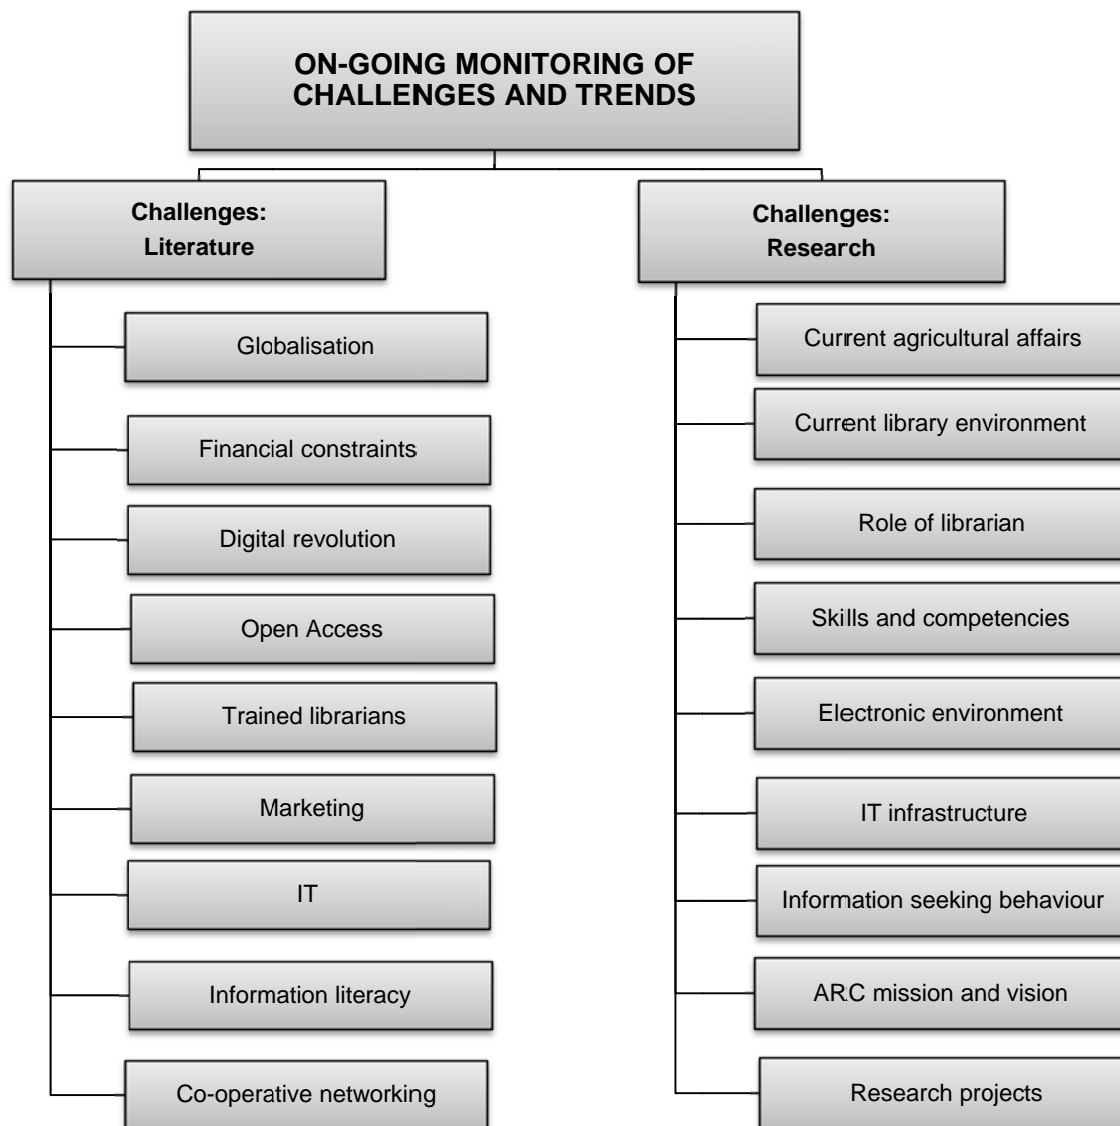 ON-GOING MONITORING OF
CHALLENGES AND TRENDS
Challenges:
Literature
Globalisation
Financial constraints
Digital revolution
Open Access
Trained librarians
Marketing
IT
Information literacy
Co-operative networking
Challenges:
Research
Current agricultural affairs
Current library environment
Role of librarian
Skills and competencies
Electronic environment
IT infrastructure
Information seeking behaviour
ARC mission and vision
Research projects